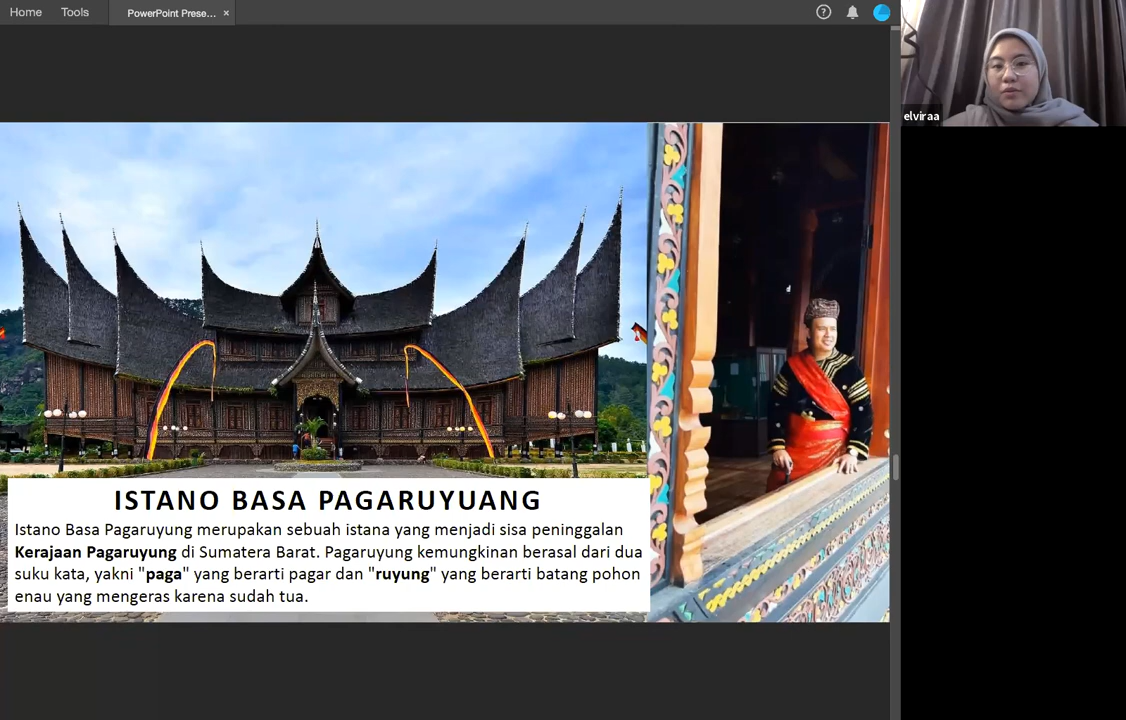 Home Tools PowerPoint Prese... ×
elviraa
ISTANO BASA PAGARUYUANG
Istano Basa Pagaruyung merupakan sebuah istana yang menjadi sisa peninggalan
Kerajaan Pagaruyung di Sumatera Barat. Pagaruyung kemungkinan berasal dari dua
suku kata, yakni "paga" yang berarti pagar dan "ruyung" yang berarti batang pohon
enau yang mengeras karena sudah tua.